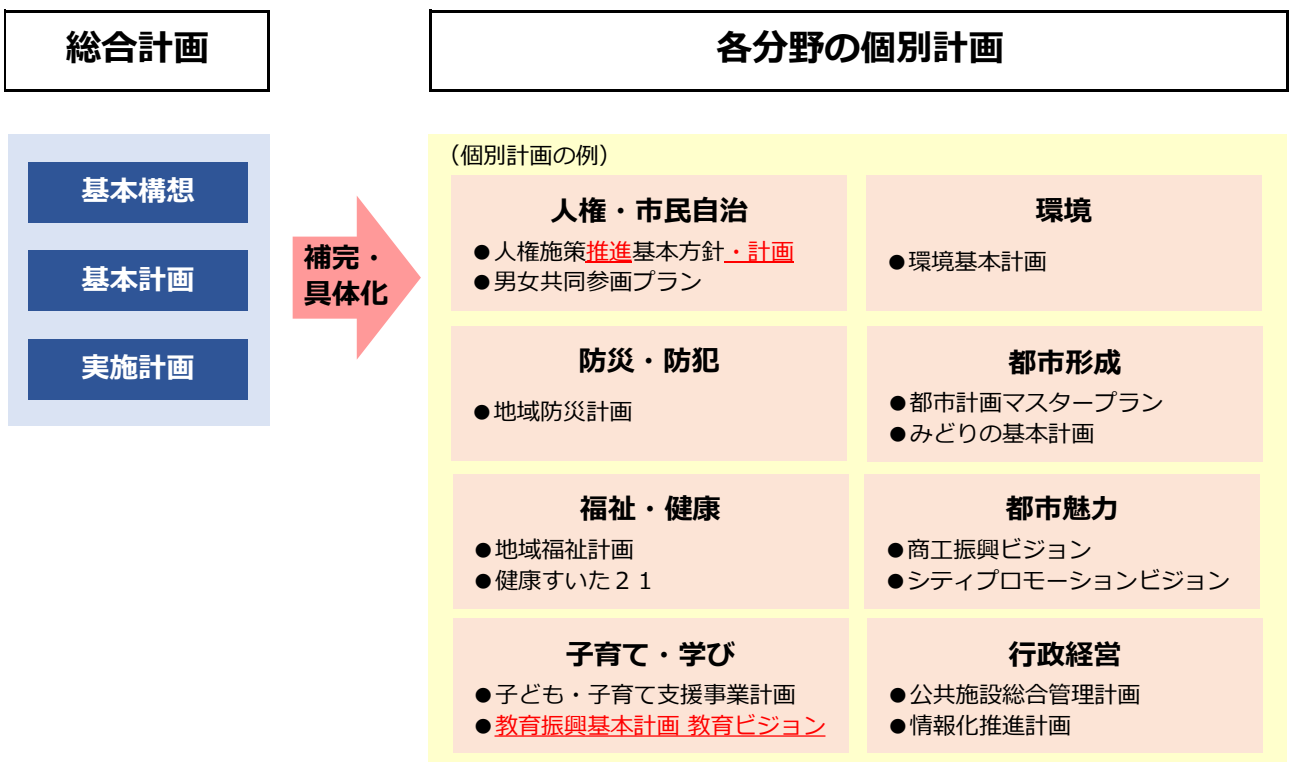 総合計画
各分野の個別計画
基本構想
基本計画
実施計画
補完・
具体化
（個別計画の例）
人権・市民自治
●人権施策推進基本方針・計画
●男女共同参画プラン
環境
●環境基本計画
防災・防犯
●地域防災計画
都市形成
●都市計画マスタープラン
●みどりの基本計画
福祉・健康
●地域福祉計画
●健康すいた２１
都市魅力
●商工振興ビジョン
●シティプロモーションビジョン
子育て・学び
●子ども・子育て支援事業計画
●教育振興基本計画 教育ビジョン
行政経営
●公共施設総合管理計画
●情報化推進計画